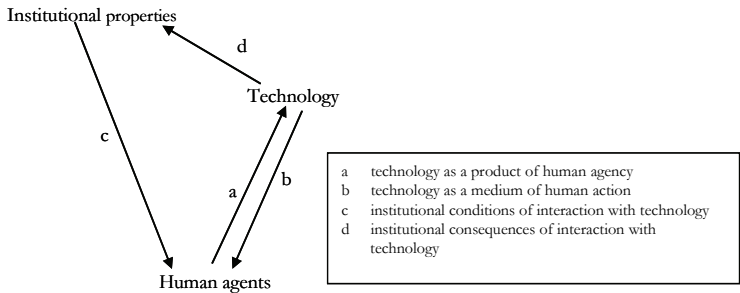 Institutional properties
d
Technology
c
a
b
Human agents
a technology as a product of human agency
b technology as a medium of human action
c institutional conditions of interaction with technology
d institutional consequences of interaction with
technology